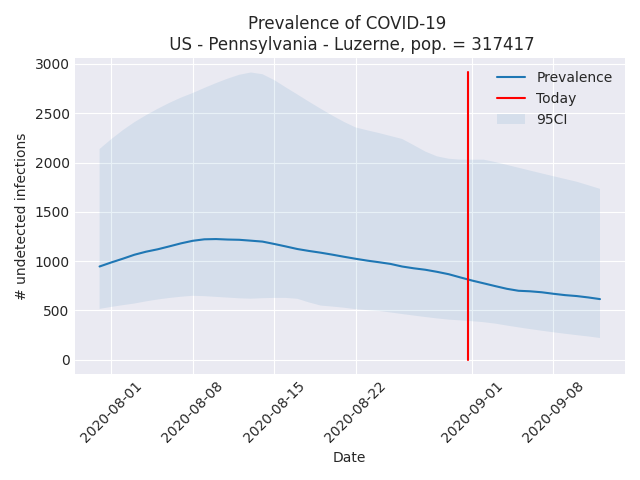 Prevalence of COVID-19
US - Pennsylvania - Luzerne, pop. = 317417
3000
2500
2000
1500
1000
500
0
# undetected infections
Prevalence
Today
95CI
2020-08-01
2020-08-08
2020-08-15
2020-08-22
2020-09-01
2020-09-08
Date